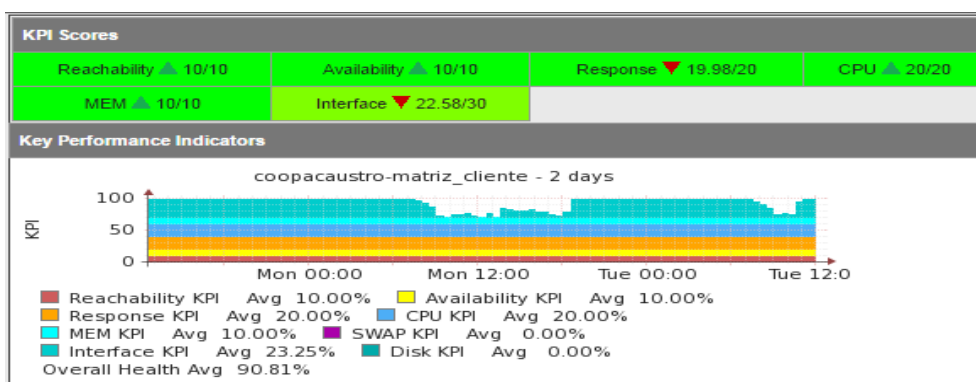 KPI Scores
Reachability 10/10 Availability 10/10 Response 19.98/20 CPU 20/20
MEM 10/10 Interface 22.58/30
Key Performance Indicators
coopacaustro-matriz_cliente - 2 days
100
50
0
KPI
Mon 00:00 Mon 12:00 Tue 00:00 Tue 12:0
Reachability KPI Avg 10.00% Availability KPI Avg 10.00%
Response KPI Avg 20.00% CPU KPI Avg 20.00%
MEM KPI Avg 10.00% SWAP KPI Avg 0.00%
Interface KPI Avg 23.25% Disk KPI Avg 0.00%
Overall Health Avg 90.81%